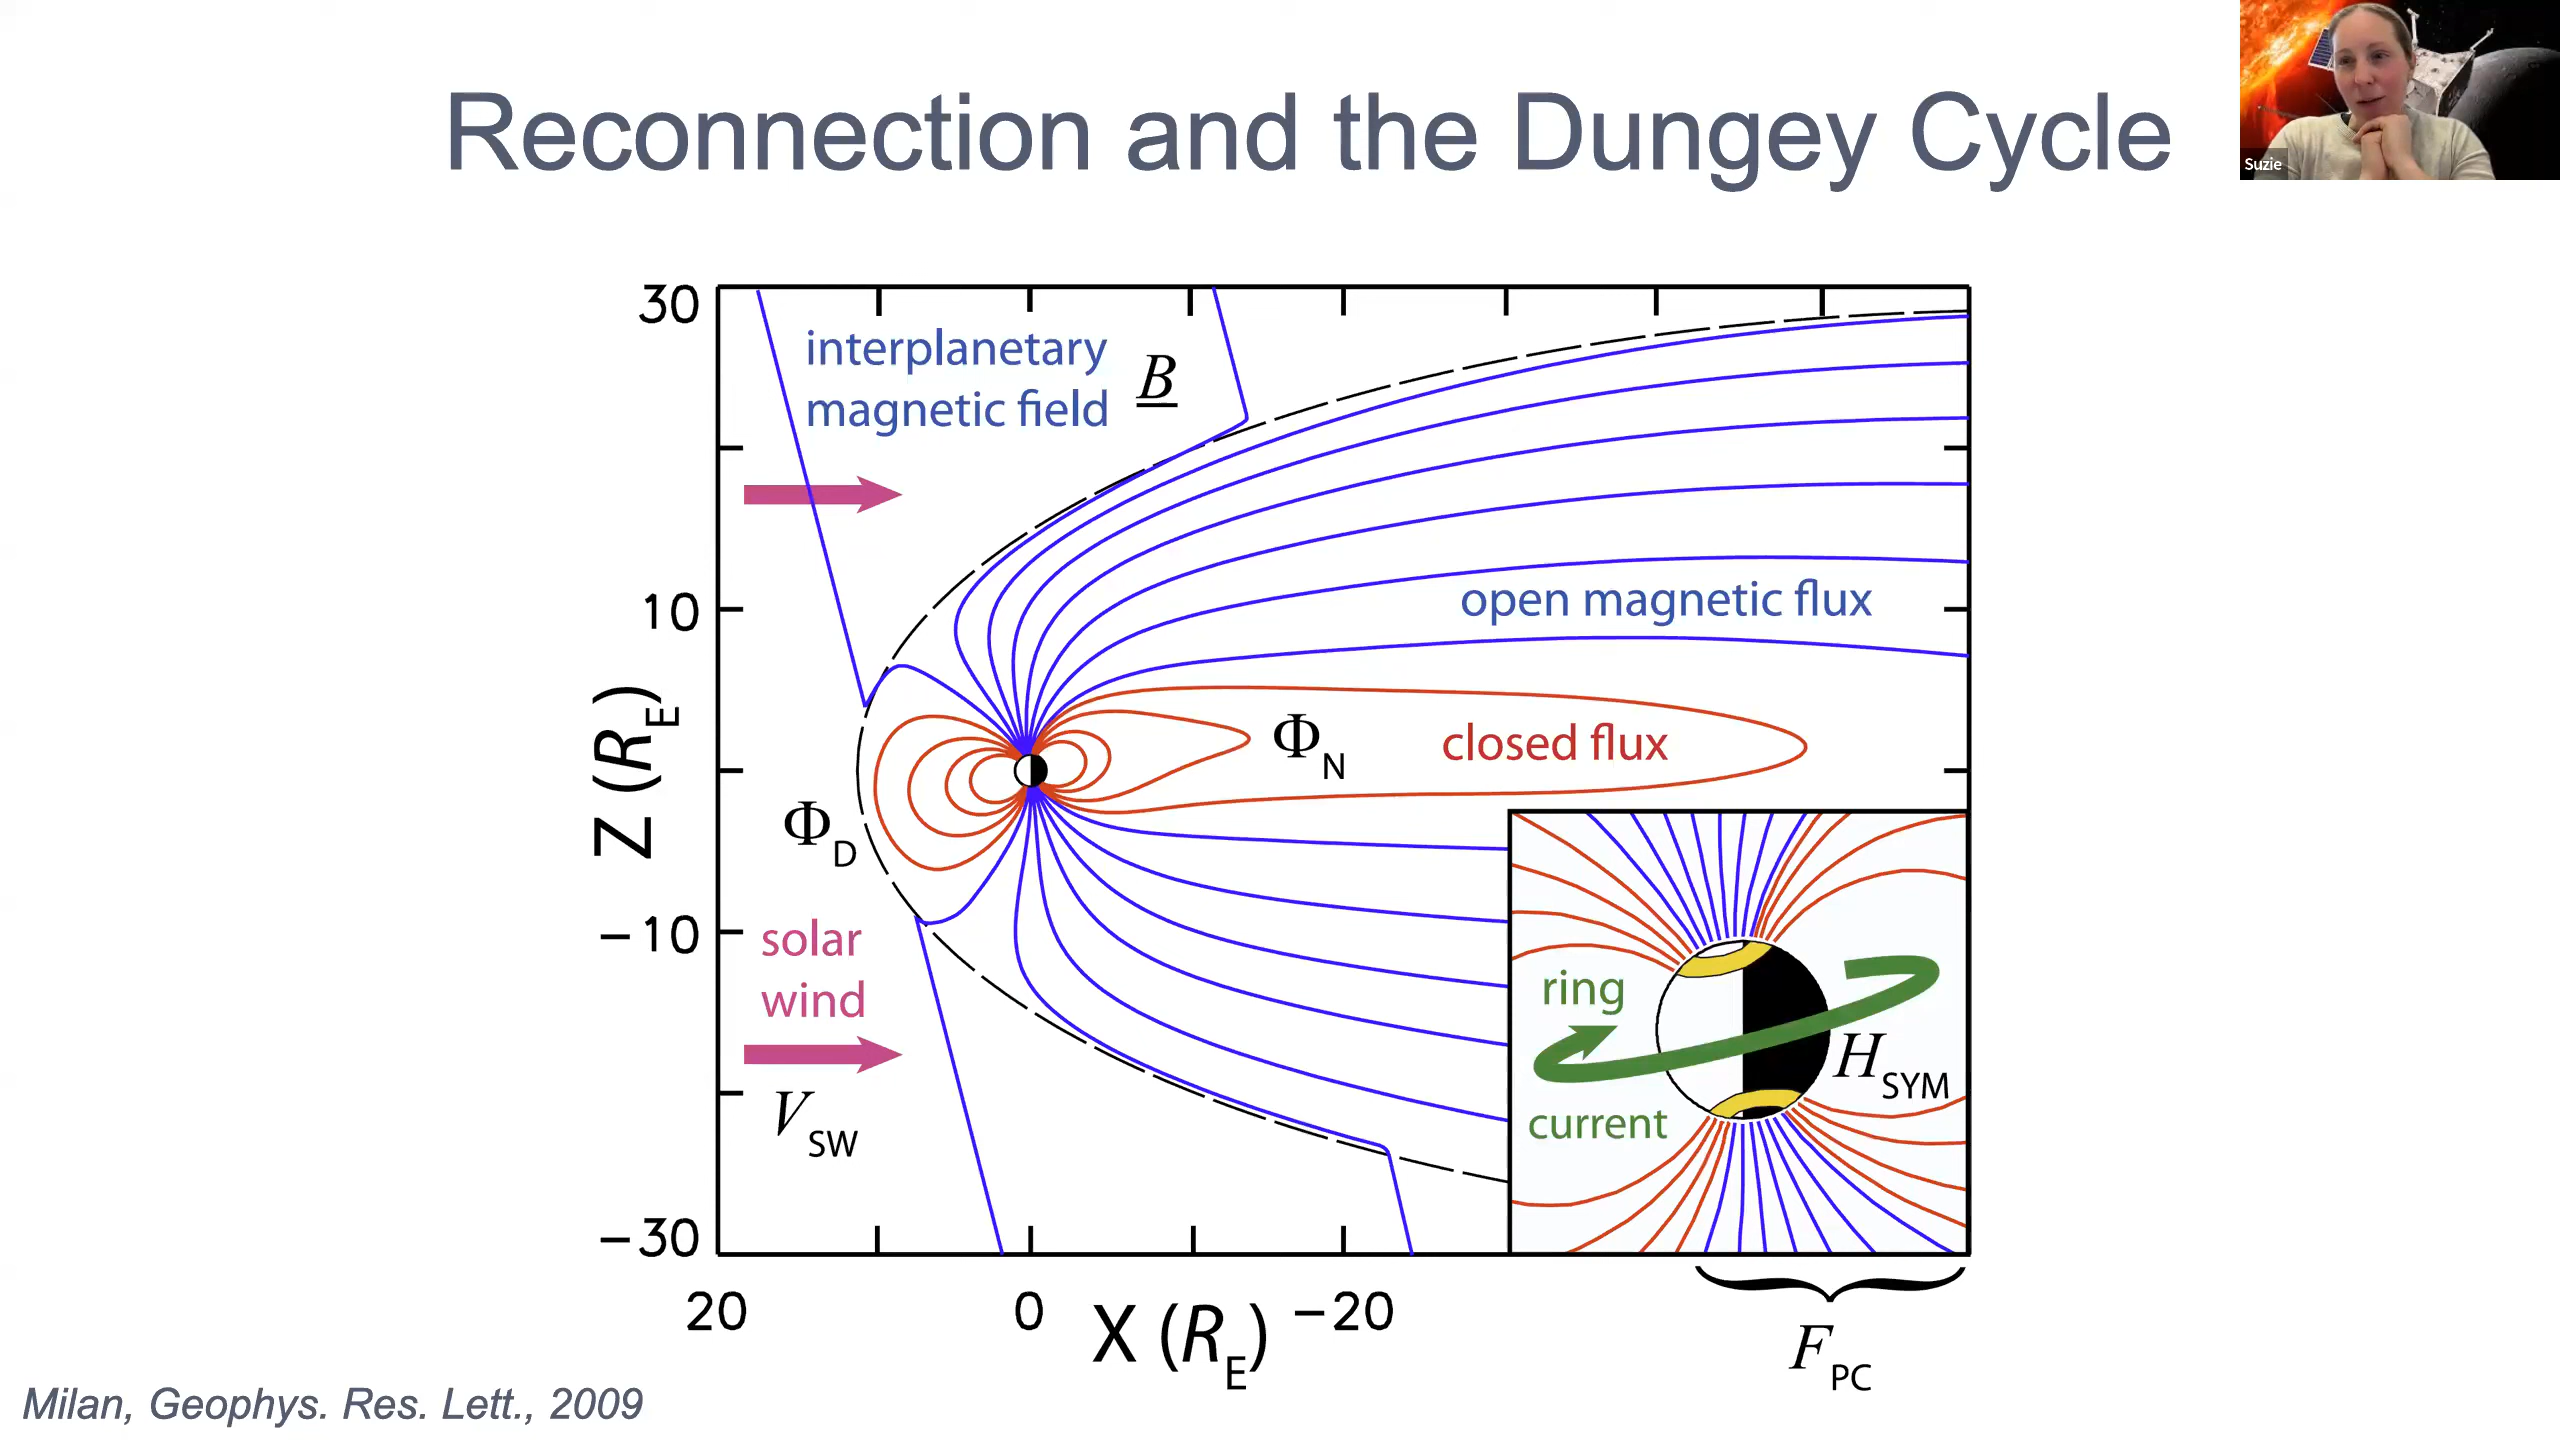 Reconnection and the Dungey Cycle
Suzie
30
interplanetary
magnetic field
B
10
open magnetic flux
Z (RE)
ΦN
closed flux
ΦD
−10
solar
wind
VSW
ring
current
HSYM
−30
20
0
X (RE)
−20
FPC
Milan, Geophys. Res. Lett., 2009